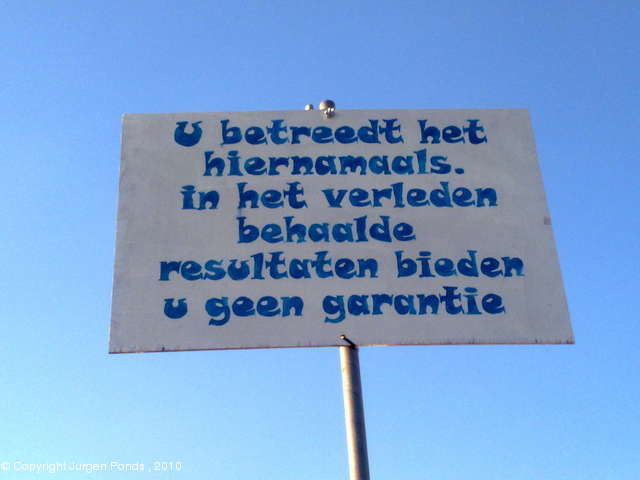 U betreedt het
hiernamaals.
in het verleden
behaalde
resultaten bieden
u geen garantie
© Copyright Jurgen Ponds , 2010